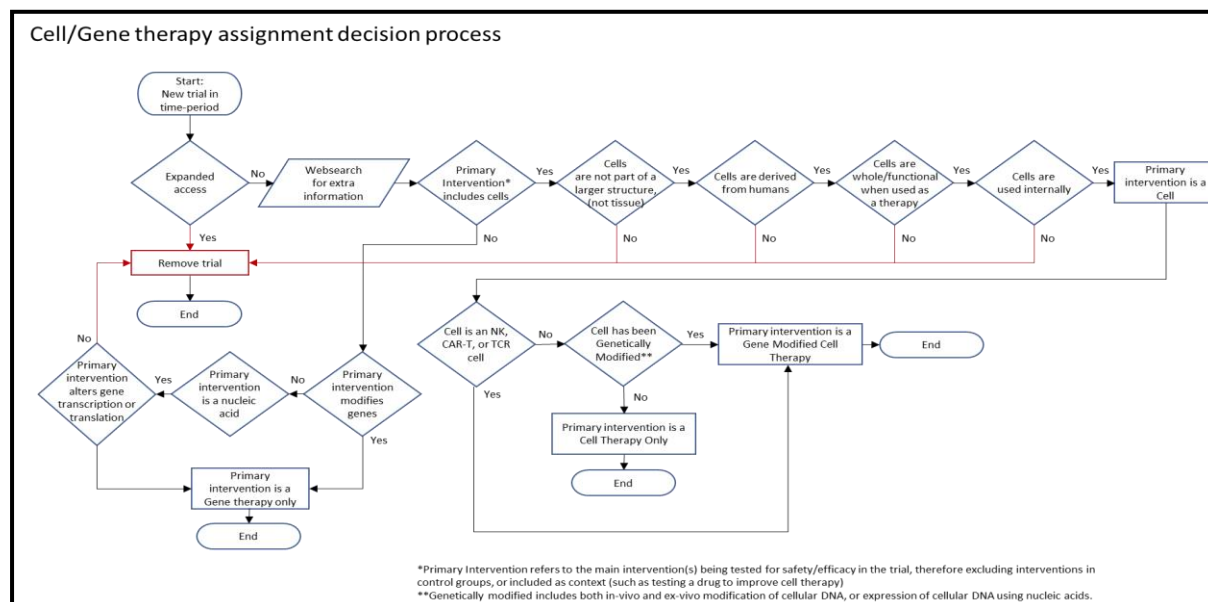 Cell/Gene therapy assignment decision process
Start:
New trial in
time-period
Expanded
access
No
Websearch
for extra
information
Primary
Intervention*
includes cells
Yes
Cells
are not part of a
larger structure,
(not tissue)
Yes
Cells are derived
from humans
Yes
Cells are
whole/functional
when used as
a therapy
Yes
Cells are
used internally
Yes
Primary
intervention is a
Cell
Yes
No
No
No
No
No
Remove trial
End
Cell is an NK,
CAR-T, or TCR
cell
No
Cell has been
Genetically
Modified**
Yes
Primary intervention is a
Gene Modified Cell
Therapy
End
Yes
No
Primary intervention is a
Cell Therapy Only
End
No
Primary
intervention
alters gene
transcription or
translation
Yes
Primary
intervention
is a nucleic
acid
No
Primary
intervention
modifies
genes
Yes
Primary
intervention is a
Gene therapy only
End
*Primary Intervention refers to the main intervention(s) being tested for safety/efficacy in the trial, therefore excluding interventions in
control groups, or included as context (such as testing a drug to improve cell therapy)
**Genetically modified includes both in-vivo and ex-vivo modification of cellular DNA, or expression of cellular DNA using nucleic acids.